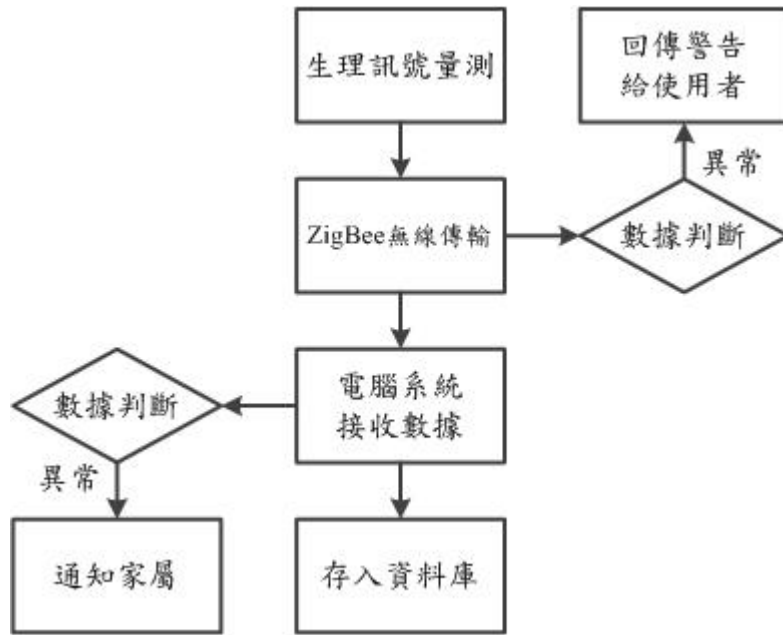 生理訊號量測
回傳警告
給使用者
異常
ZigBee無線傳輸
數據判斷
電腦系統
接收數據
數據判斷
異常
通知家屬
存入資料庫